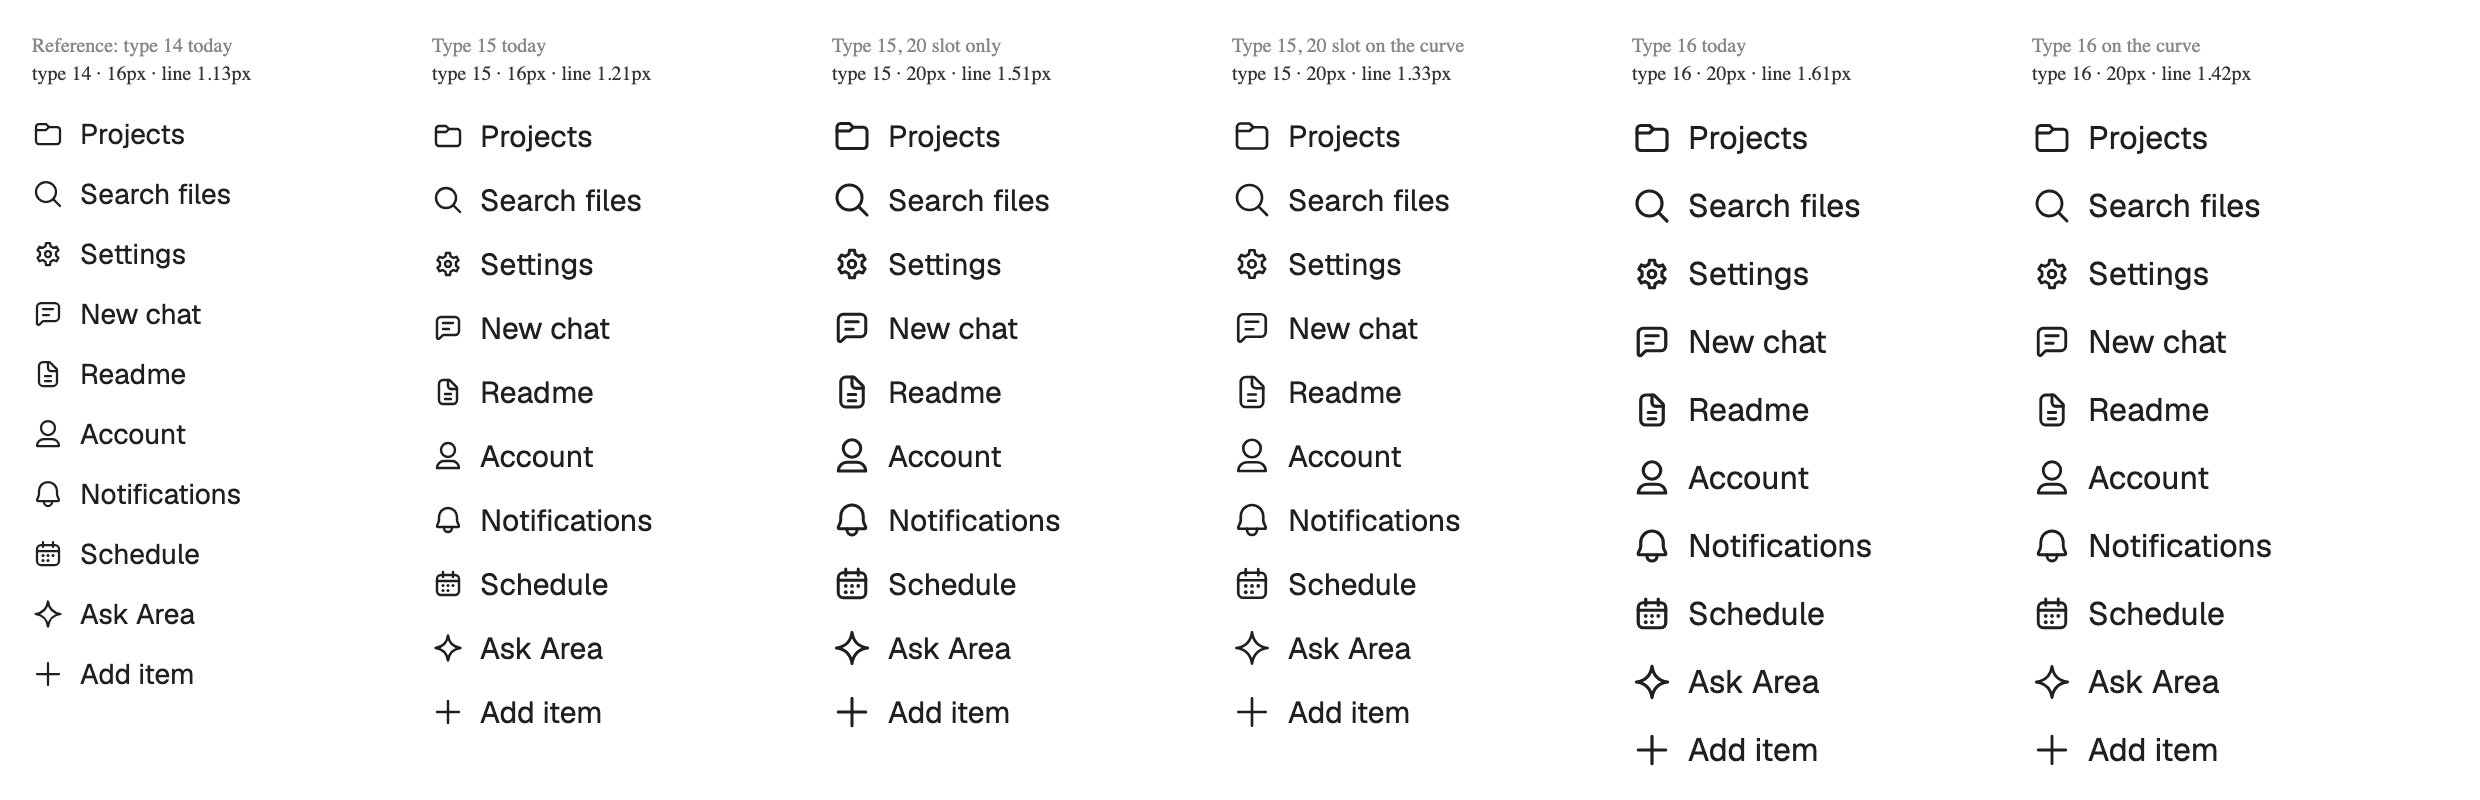 Reference: type 14 today
type 14 · 16px · line 1.13px
Projects
Search files
Settings
New chat
Readme
Account
Notifications
Schedule
Ask Area
Add item
Type 15 today
type 15 · 16px · line 1.21px
Projects
Search files
Settings
New chat
Readme
Account
Notifications
Schedule
Ask Area
Add item
Type 15, 20 slot only
type 15 · 20px · line 1.51px
Projects
Search files
Settings
New chat
Readme
Account
Notifications
Schedule
Ask Area
Add item
Type 15, 20 slot on the curve
type 15 · 20px · line 1.33px
Projects
Search files
Settings
New chat
Readme
Account
Notifications
Schedule
Ask Area
Add item
Type 16 today
type 16 · 20px · line 1.61px
Projects
Search files
Settings
New chat
Readme
Account
Notifications
Schedule
Ask Area
Add item
Type 16 on the curve
type 16 · 20px · line 1.42px
Projects
Search files
Settings
New chat
Readme
Account
Notifications
Schedule
Ask Area
Add item